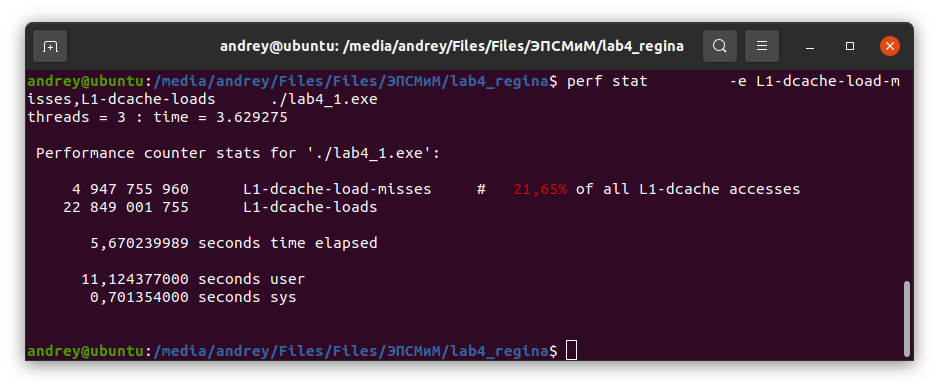 andrey@ubuntu: /media/andrey/Files/Files/ЭПСМиМ/lab4_regina
andrey@ubuntu:/media/andrey/Files/Files/ЭПСМиМ/lab4_regina$ perf stat         -e L1-dcache-load-m
isses,L1-dcache-loads      ./lab4_1.exe
threads = 3 : time = 3.629275
Performance counter stats for './lab4_1.exe':
4 947 755 960      L1-dcache-load-misses     #   21,65% of all L1-dcache accesses
22 849 001 755      L1-dcache-loads
5,670239989 seconds time elapsed
11,124377000 seconds user
0,701354000 seconds sys
andrey@ubuntu:/media/andrey/Files/Files/ЭПСМиМ/lab4_regina$